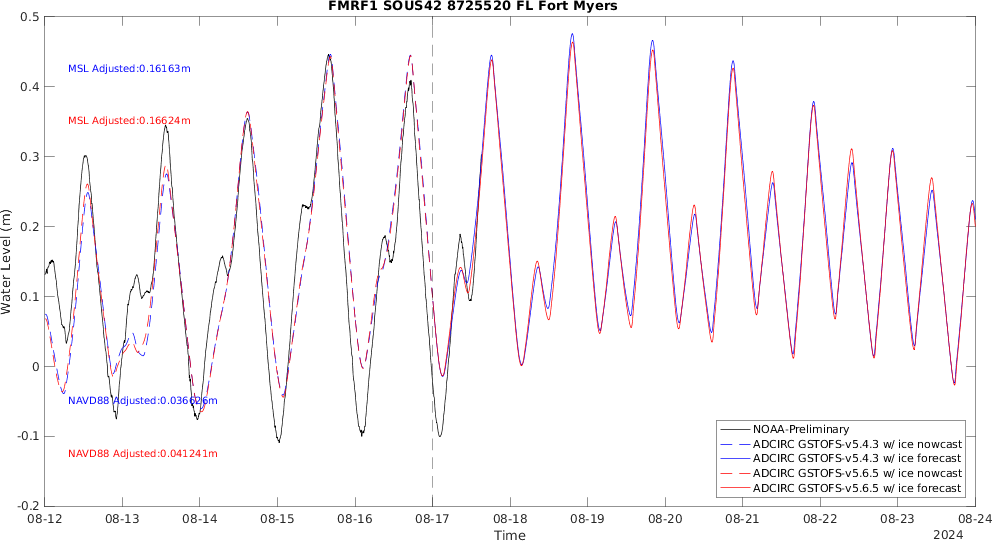 FMRF1 SOUS42 8725520 FL Fort Myers
0.5
0.4
0.3
0.2
0.1
0
-0.1
-0.2
Water Level (m)
MSL Adjusted:0.16163m
MSL Adjusted:0.16624m
NAVD88 Adjusted:0.036626m
NAVD88 Adjusted:0.041241m
NOAA-Preliminary
ADCIRC GSTOFS-v5.4.3 w/ ice nowcast
ADCIRC GSTOFS-v5.4.3 w/ ice forecast
ADCIRC GSTOFS-v5.6.5 w/ ice nowcast
ADCIRC GSTOFS-v5.6.5 w/ ice forecast
08-12 08-13 08-14 08-15 08-16 08-17 08-18 08-19 08-20 08-21 08-22 08-23 08-24
Time
2024